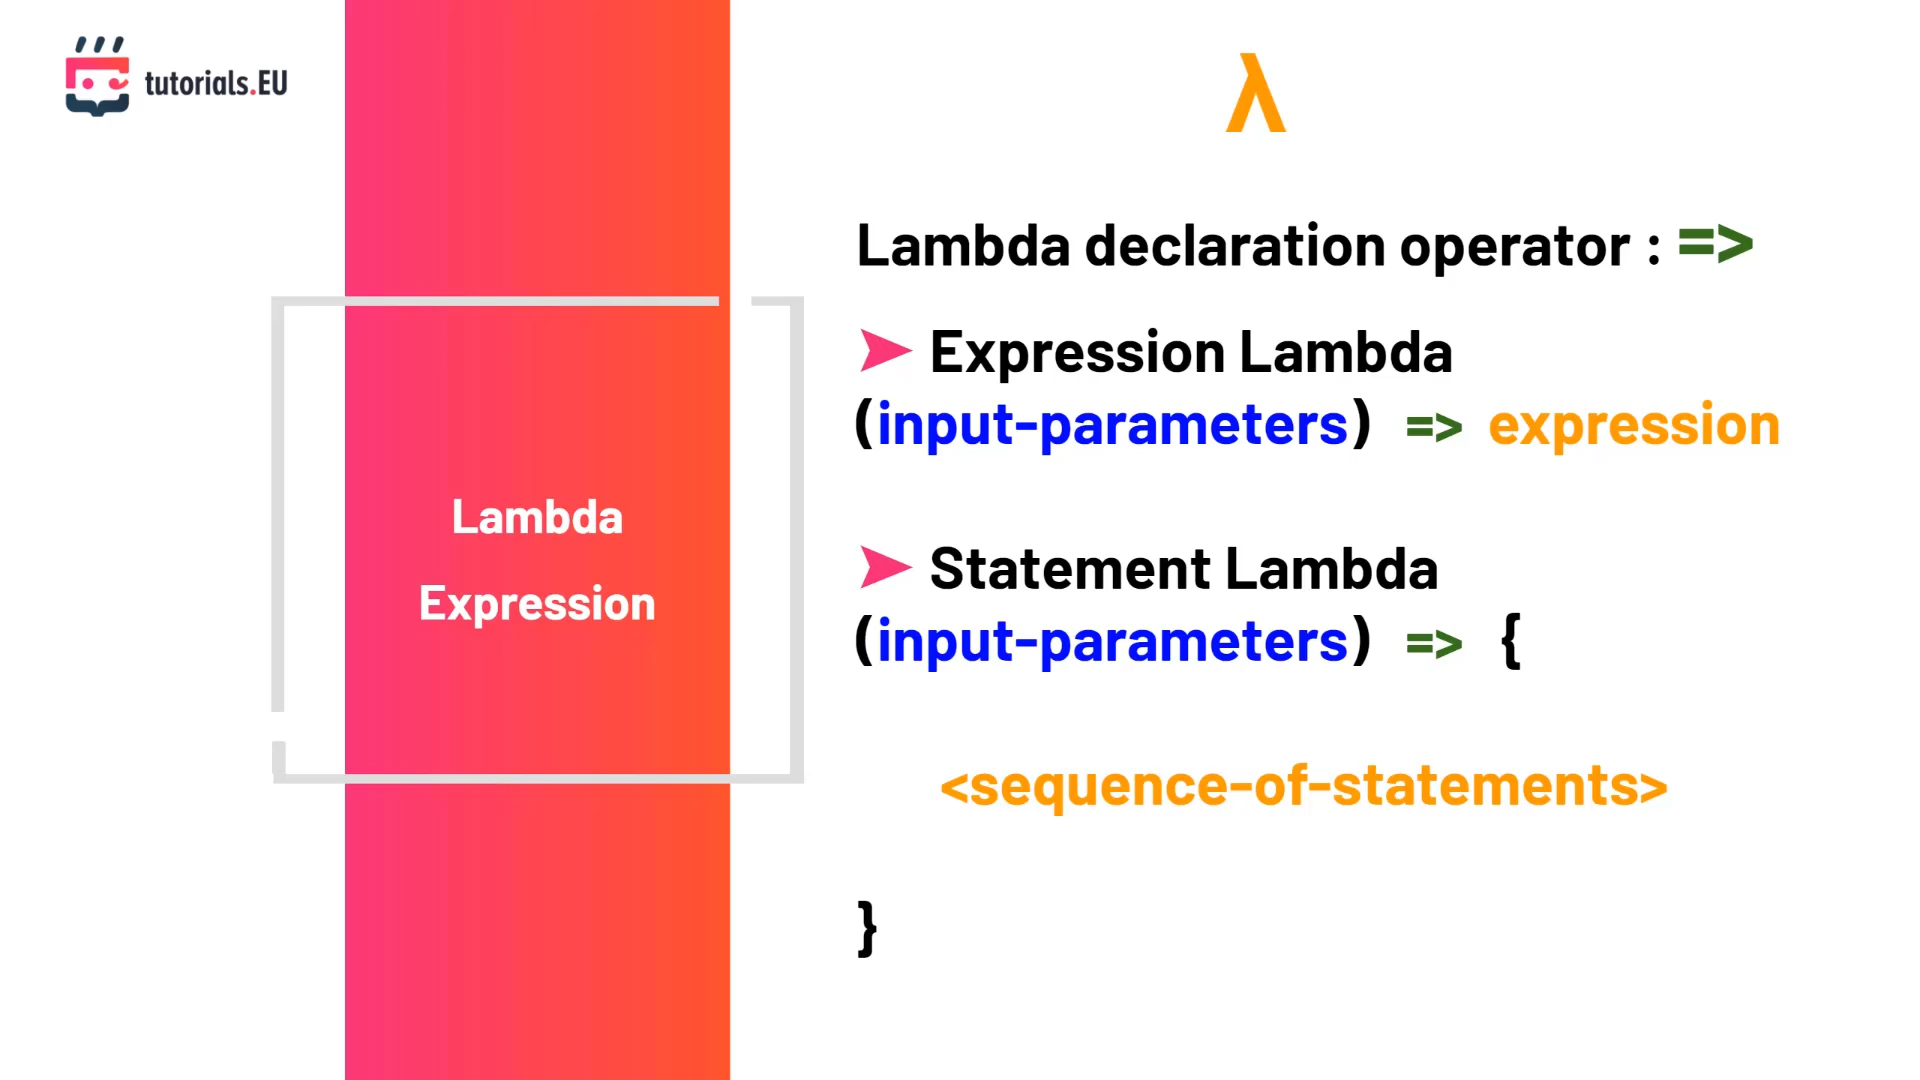 tutorials.EU
Lambda
Expression
λ
Lambda declaration operator : =>
➤ Expression Lambda
(input-parameters) => expression
➤ Statement Lambda
(input-parameters) => {
<sequence-of-statements>
}